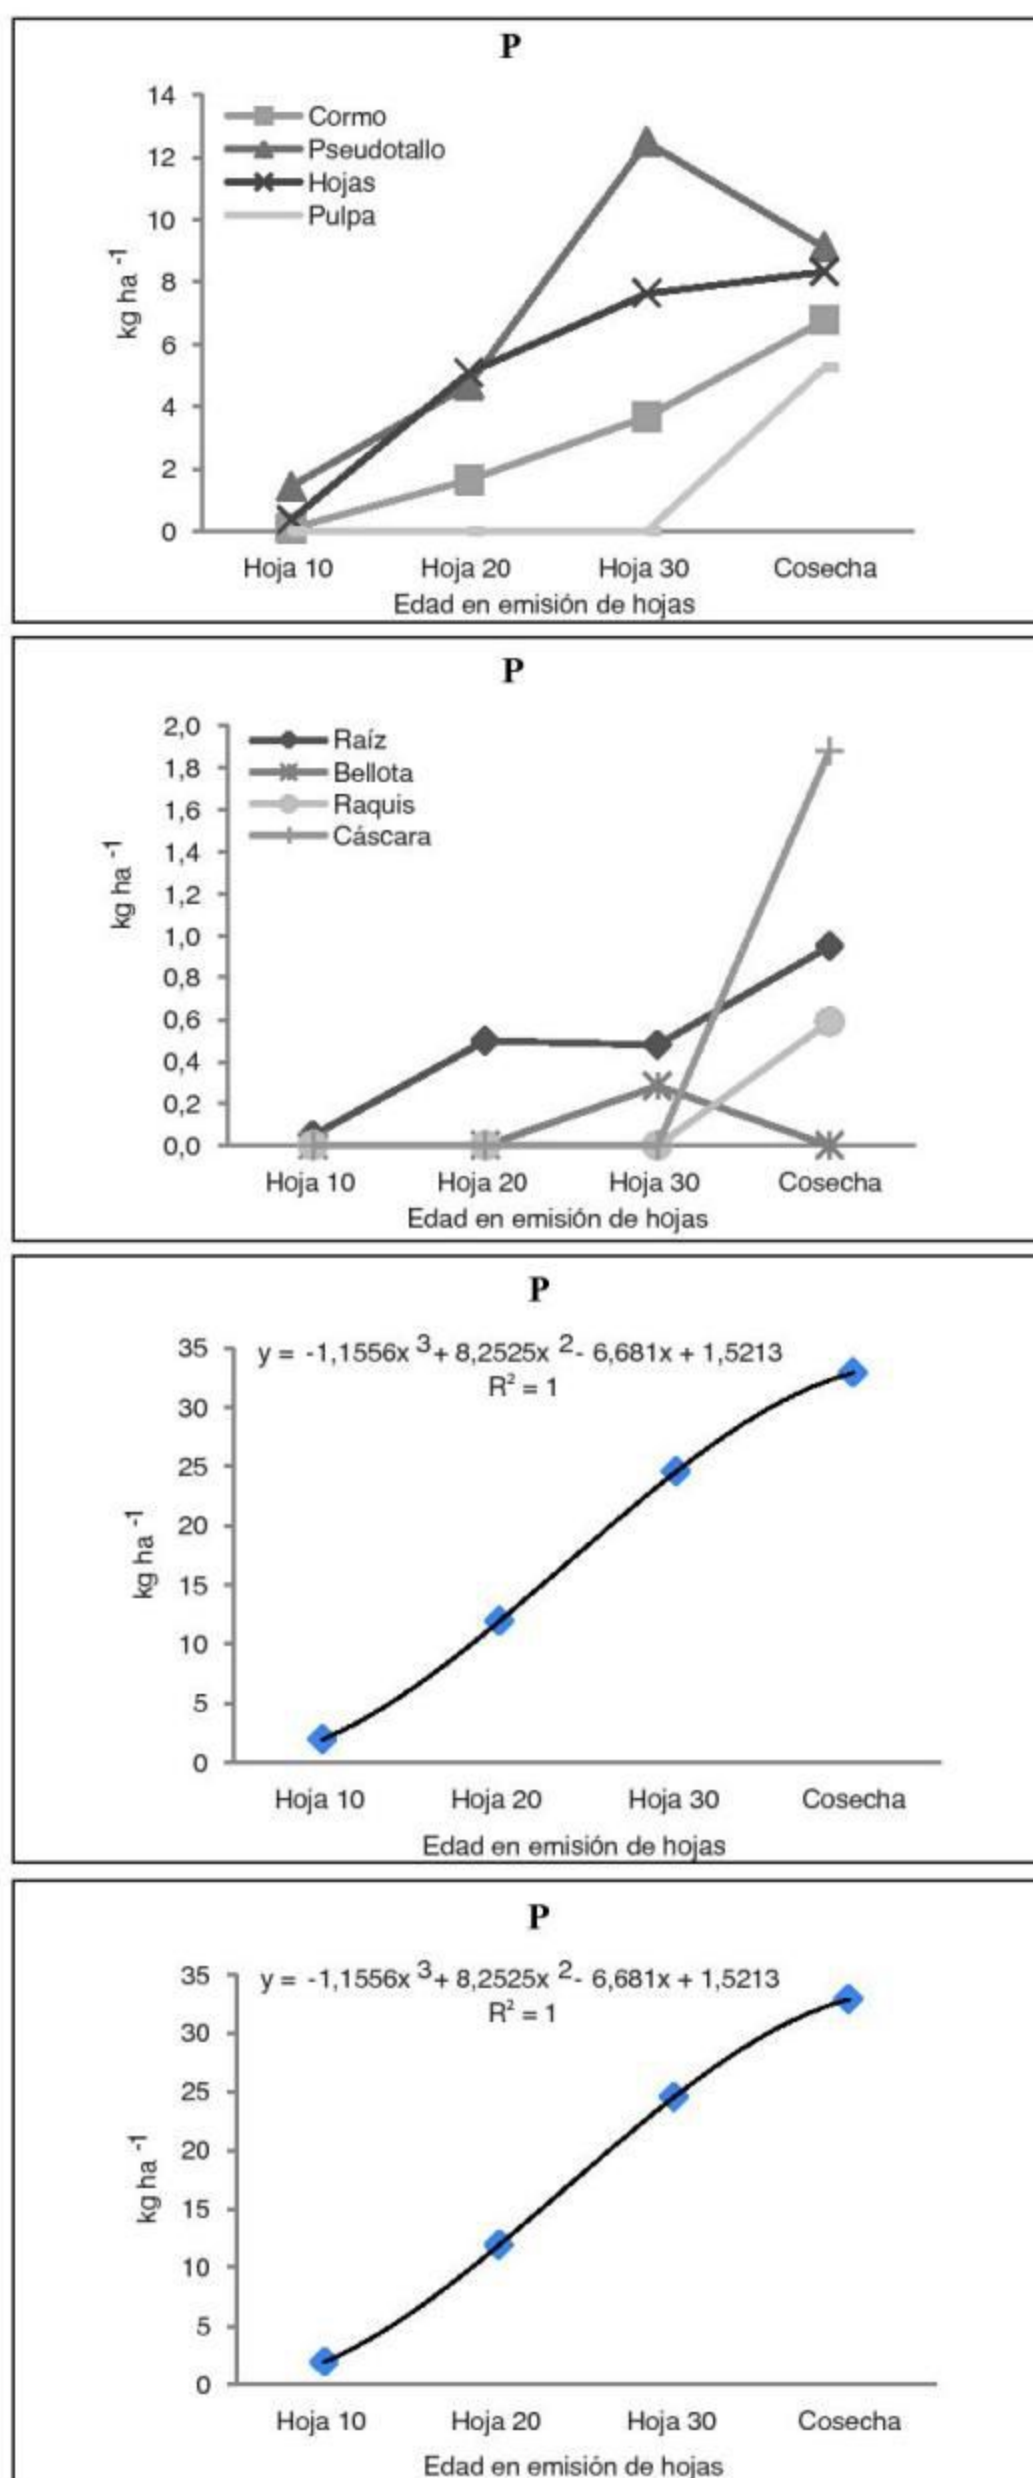 P
14
Cormo
Pseudotallo
12
Hojas
10
Pulpa
8
6
4
2
0
kg ha -1
Hoja 10 Hoja 20 Hoja 30 Cosecha
Edad en emisión de hojas
P
2,0
Raíz
1,8
Bellota
1,6
Raquis
1,4
Cáscara
1,2
1,0
0,8
0,6
0,4
0,2
0,0
kg ha -1
Hoja 10 Hoja 20 Hoja 30 Cosecha
Edad en emisión de hojas
P
y = -1,1556x 3 + 8,2525x 2 - 6,681x + 1,5213
R² = 1
35
30
25
20
15
10
5
0
kg ha -1
Hoja 10 Hoja 20 Hoja 30 Cosecha
Edad en emisión de hojas
P
y = -1,1556x 3 + 8,2525x 2 - 6,681x + 1,5213
R² = 1
35
30
25
20
15
10
5
0
kg ha -1
Hoja 10 Hoja 20 Hoja 30 Cosecha
Edad en emisión de hojas